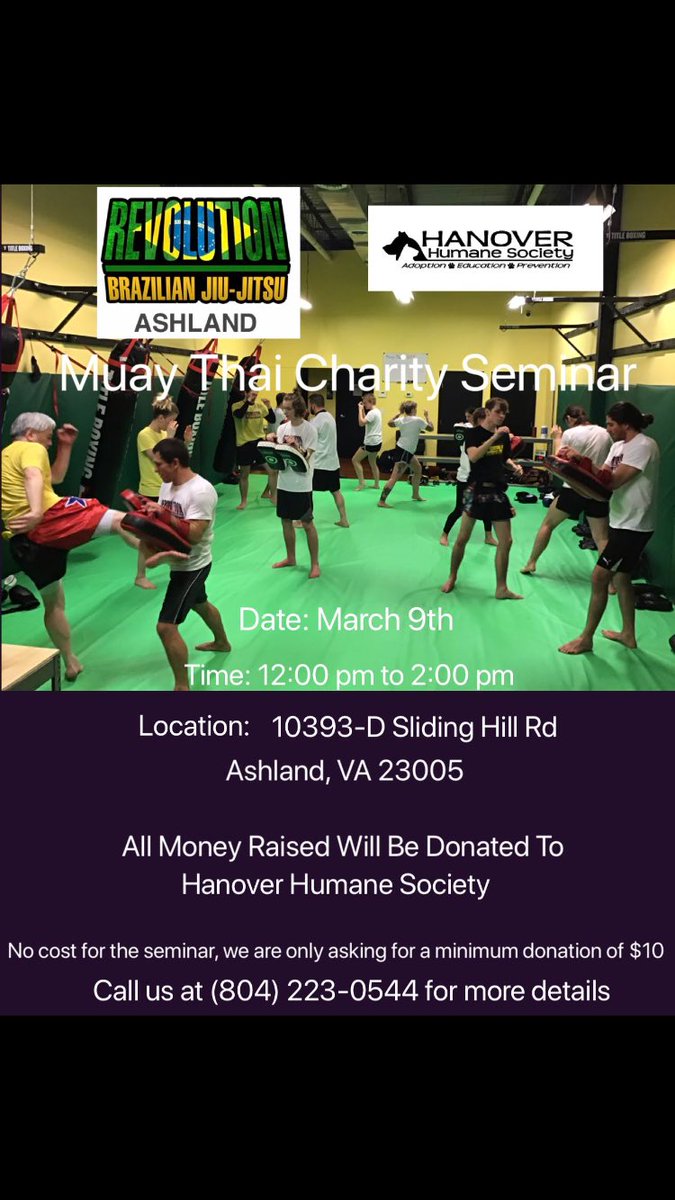 REVOLUTION
BRAZILIAN JIU-JITSU
ASHLAND
HANOVER
Humane Society
Adoption Education Prevention
TITLE BOXING
Muay Thai Charity Seminar
Date: March 9th
Time: 12:00 pm to 2:00 pm
Location: 10393-D Sliding Hill Rd
Ashland, VA 23005
All Money Raised Will Be Donated To
Hanover Humane Society
No cost for the seminar, we are only asking for a minimum donation of $10
Call us at (804) 223-0544 for more details